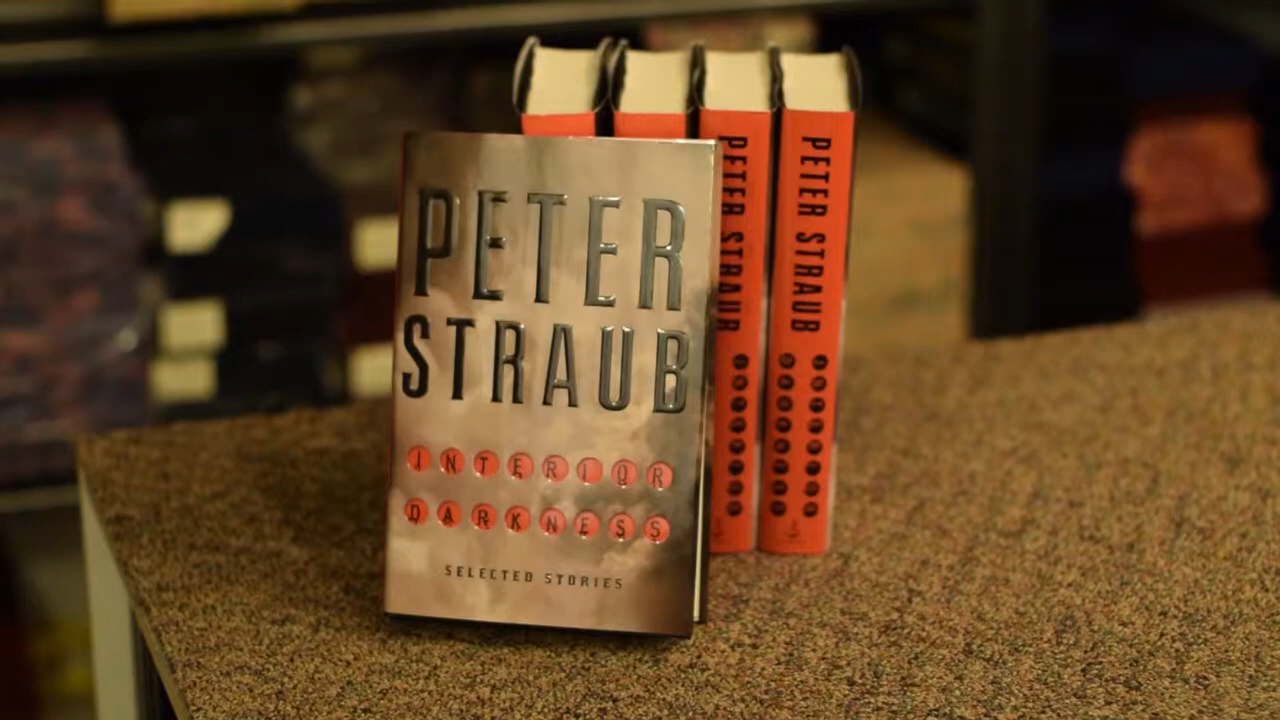 PETER
STRAUB
INTERIOR
DARKNESS
SELECTED STORIES
PETER STRAUB
PETER STRAUB